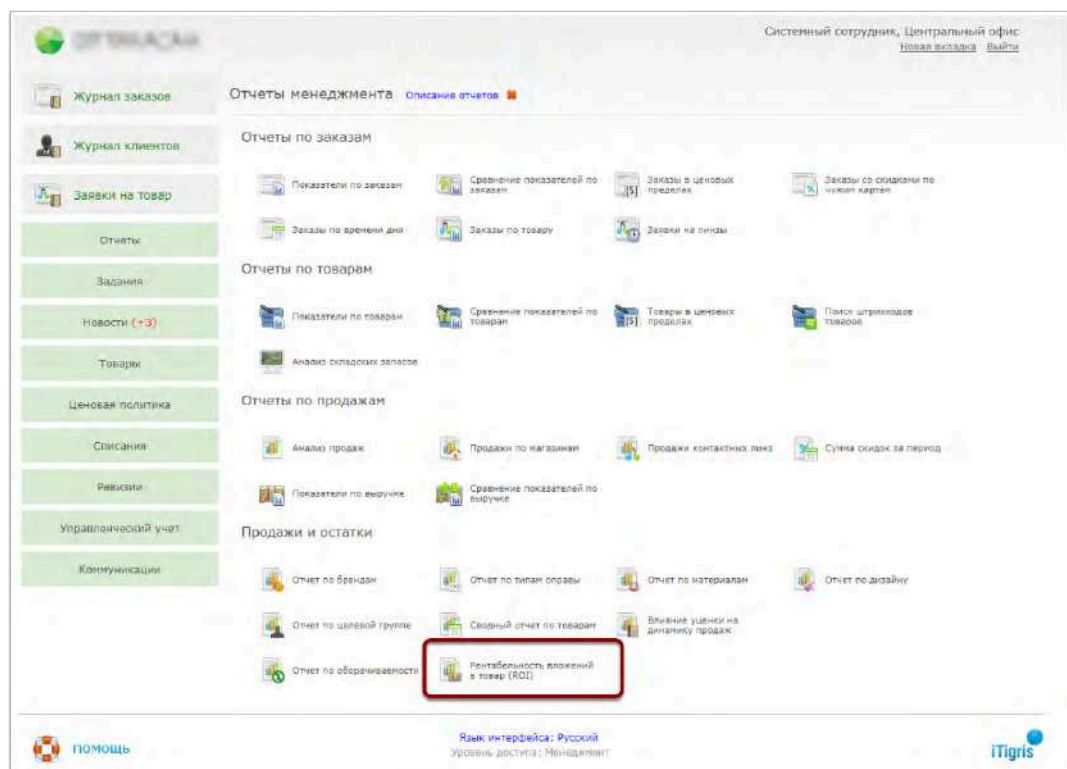 Системный сотрудник, Центральный офис
Новая вкладка Выйти
Журнал заказов
Журнал клиентов
Заявки на товар
Отчеты
Задания
Новости (+3)
Товары
Ценовая политика
Списания
Ревизии
Управленческий учет
Коммуникации
Отчеты менеджмента Описание отчетов
Отчеты по заказам
Показатели по заказам
Сравнение показателей по
заказам
Заказы в ценовых
пределах
Заказы со скидками по
чужим картам
Заказы по времени дня
Заказы по товару
Заявки на линзы
Отчеты по товарам
Показатели по товарам
Сравнение показателей по
товарам
Товары в ценовых
пределах
Поиск штрихкодов
товаров
Анализ складских запасов
Отчеты по продажам
Анализ продаж
Продажи по магазинам
Продажи контактных линз
Сумма скидок за период
Показатели по выручке
Сравнение показателей по
выручке
Продажи и остатки
Отчет по брендам
Отчет по типам оправы
Отчет по материалам
Отчет по дизайну
Отчет по целевой группе
Сводный отчет по товарам
Влияние уценки на
динамику продаж
Отчет по оборачиваемости
Рентабельность вложений
в товар (ROI)
ПОМОЩЬ
Язык интерфейса: Русский
Уровень доступа: Менеджмент
iTigris